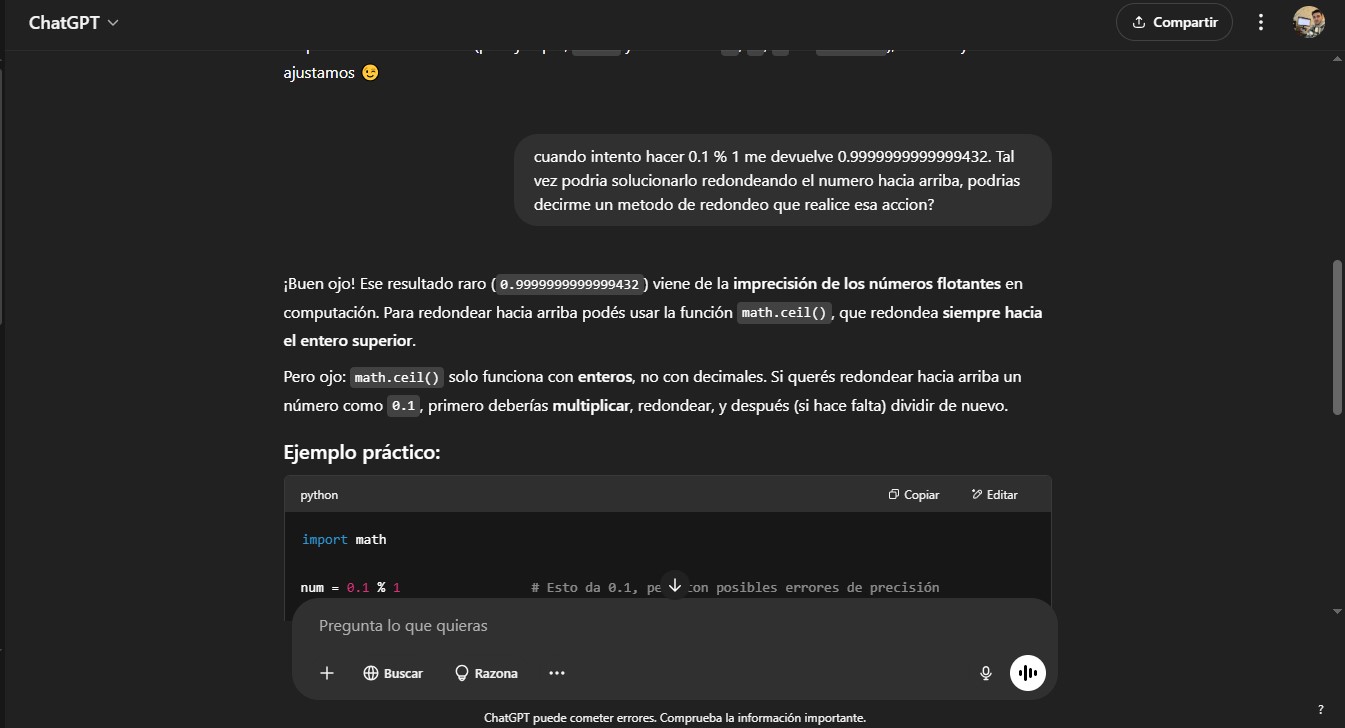 ChatGPT
Compartir
ajustamos 😉
cuando intento hacer 0.1 % 1 me devuelve 0.9999999999999432. Tal
vez podria solucionarlo redondeando el numero hacia arriba, podrias
decirme un metodo de redondeo que realice esa accion?
¡Buen ojo! Ese resultado raro (0.9999999999999432) viene de la imprecisión de los números flotantes en
computación. Para redondear hacia arriba podés usar la función math.ceil(), que redondea siempre hacia
el entero superior.
Pero ojo: math.ceil() solo funciona con enteros, no con decimales. Si querés redondear hacia arriba un
número como 0.1, primero deberías multiplicar, redondear, y después (si hace falta) dividir de nuevo.
Ejemplo práctico:
python Copiar Editar
import math
num = 0.1 % 1 # Esto da 0.1, con posibles errores de precisión
Pregunta lo que quieras
Buscar Razona
ChatGPT puede cometer errores. Comprueba la información importante.
?